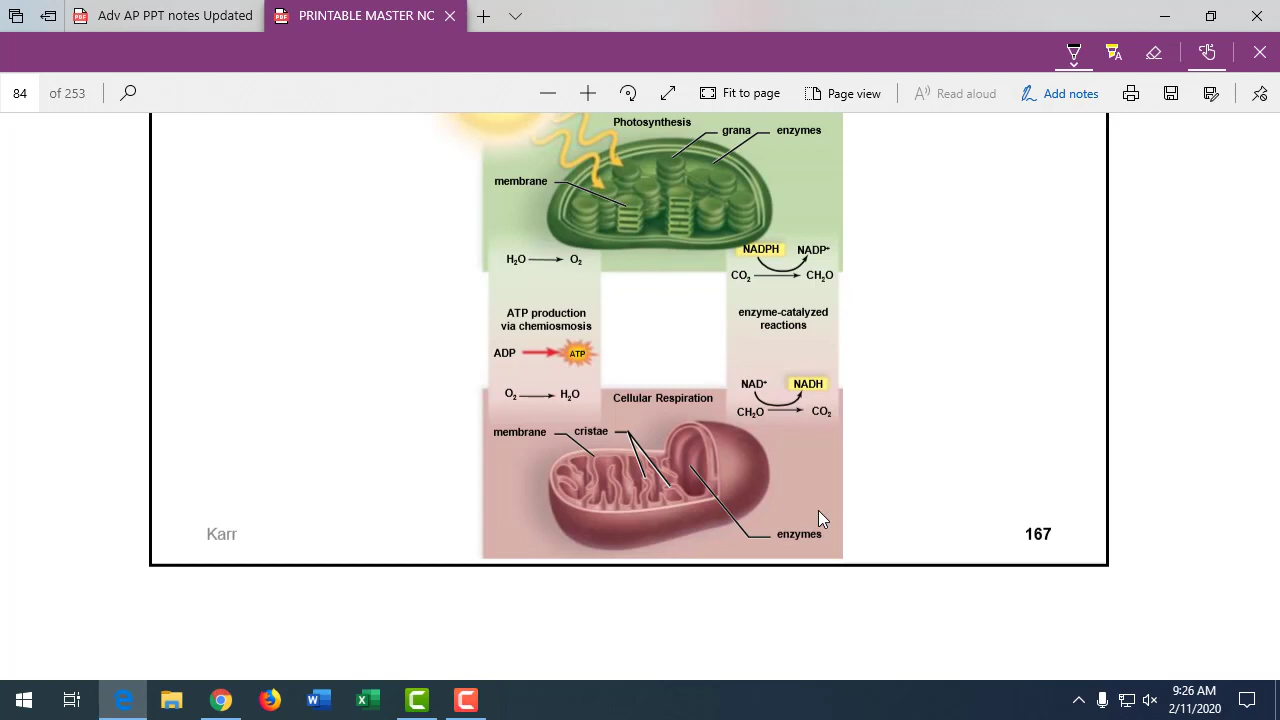 Adv AP PPT notes Updated
PRINTABLE MASTER NC
84 of 253
Fit to page
Page view
Read aloud
Add notes
Photosynthesis
grana
enzymes
membrane
NADPH NADP⁺
H₂O → O₂
CO₂ → CH₂O
ATP production
via chemiosmosis
enzyme-catalyzed
reactions
ADP → ATP
NAD⁺ NADH
O₂ → H₂O
Cellular Respiration
CH₂O → CO₂
membrane
cristae
enzymes
Karr
167
9:26 AM
2/11/2020